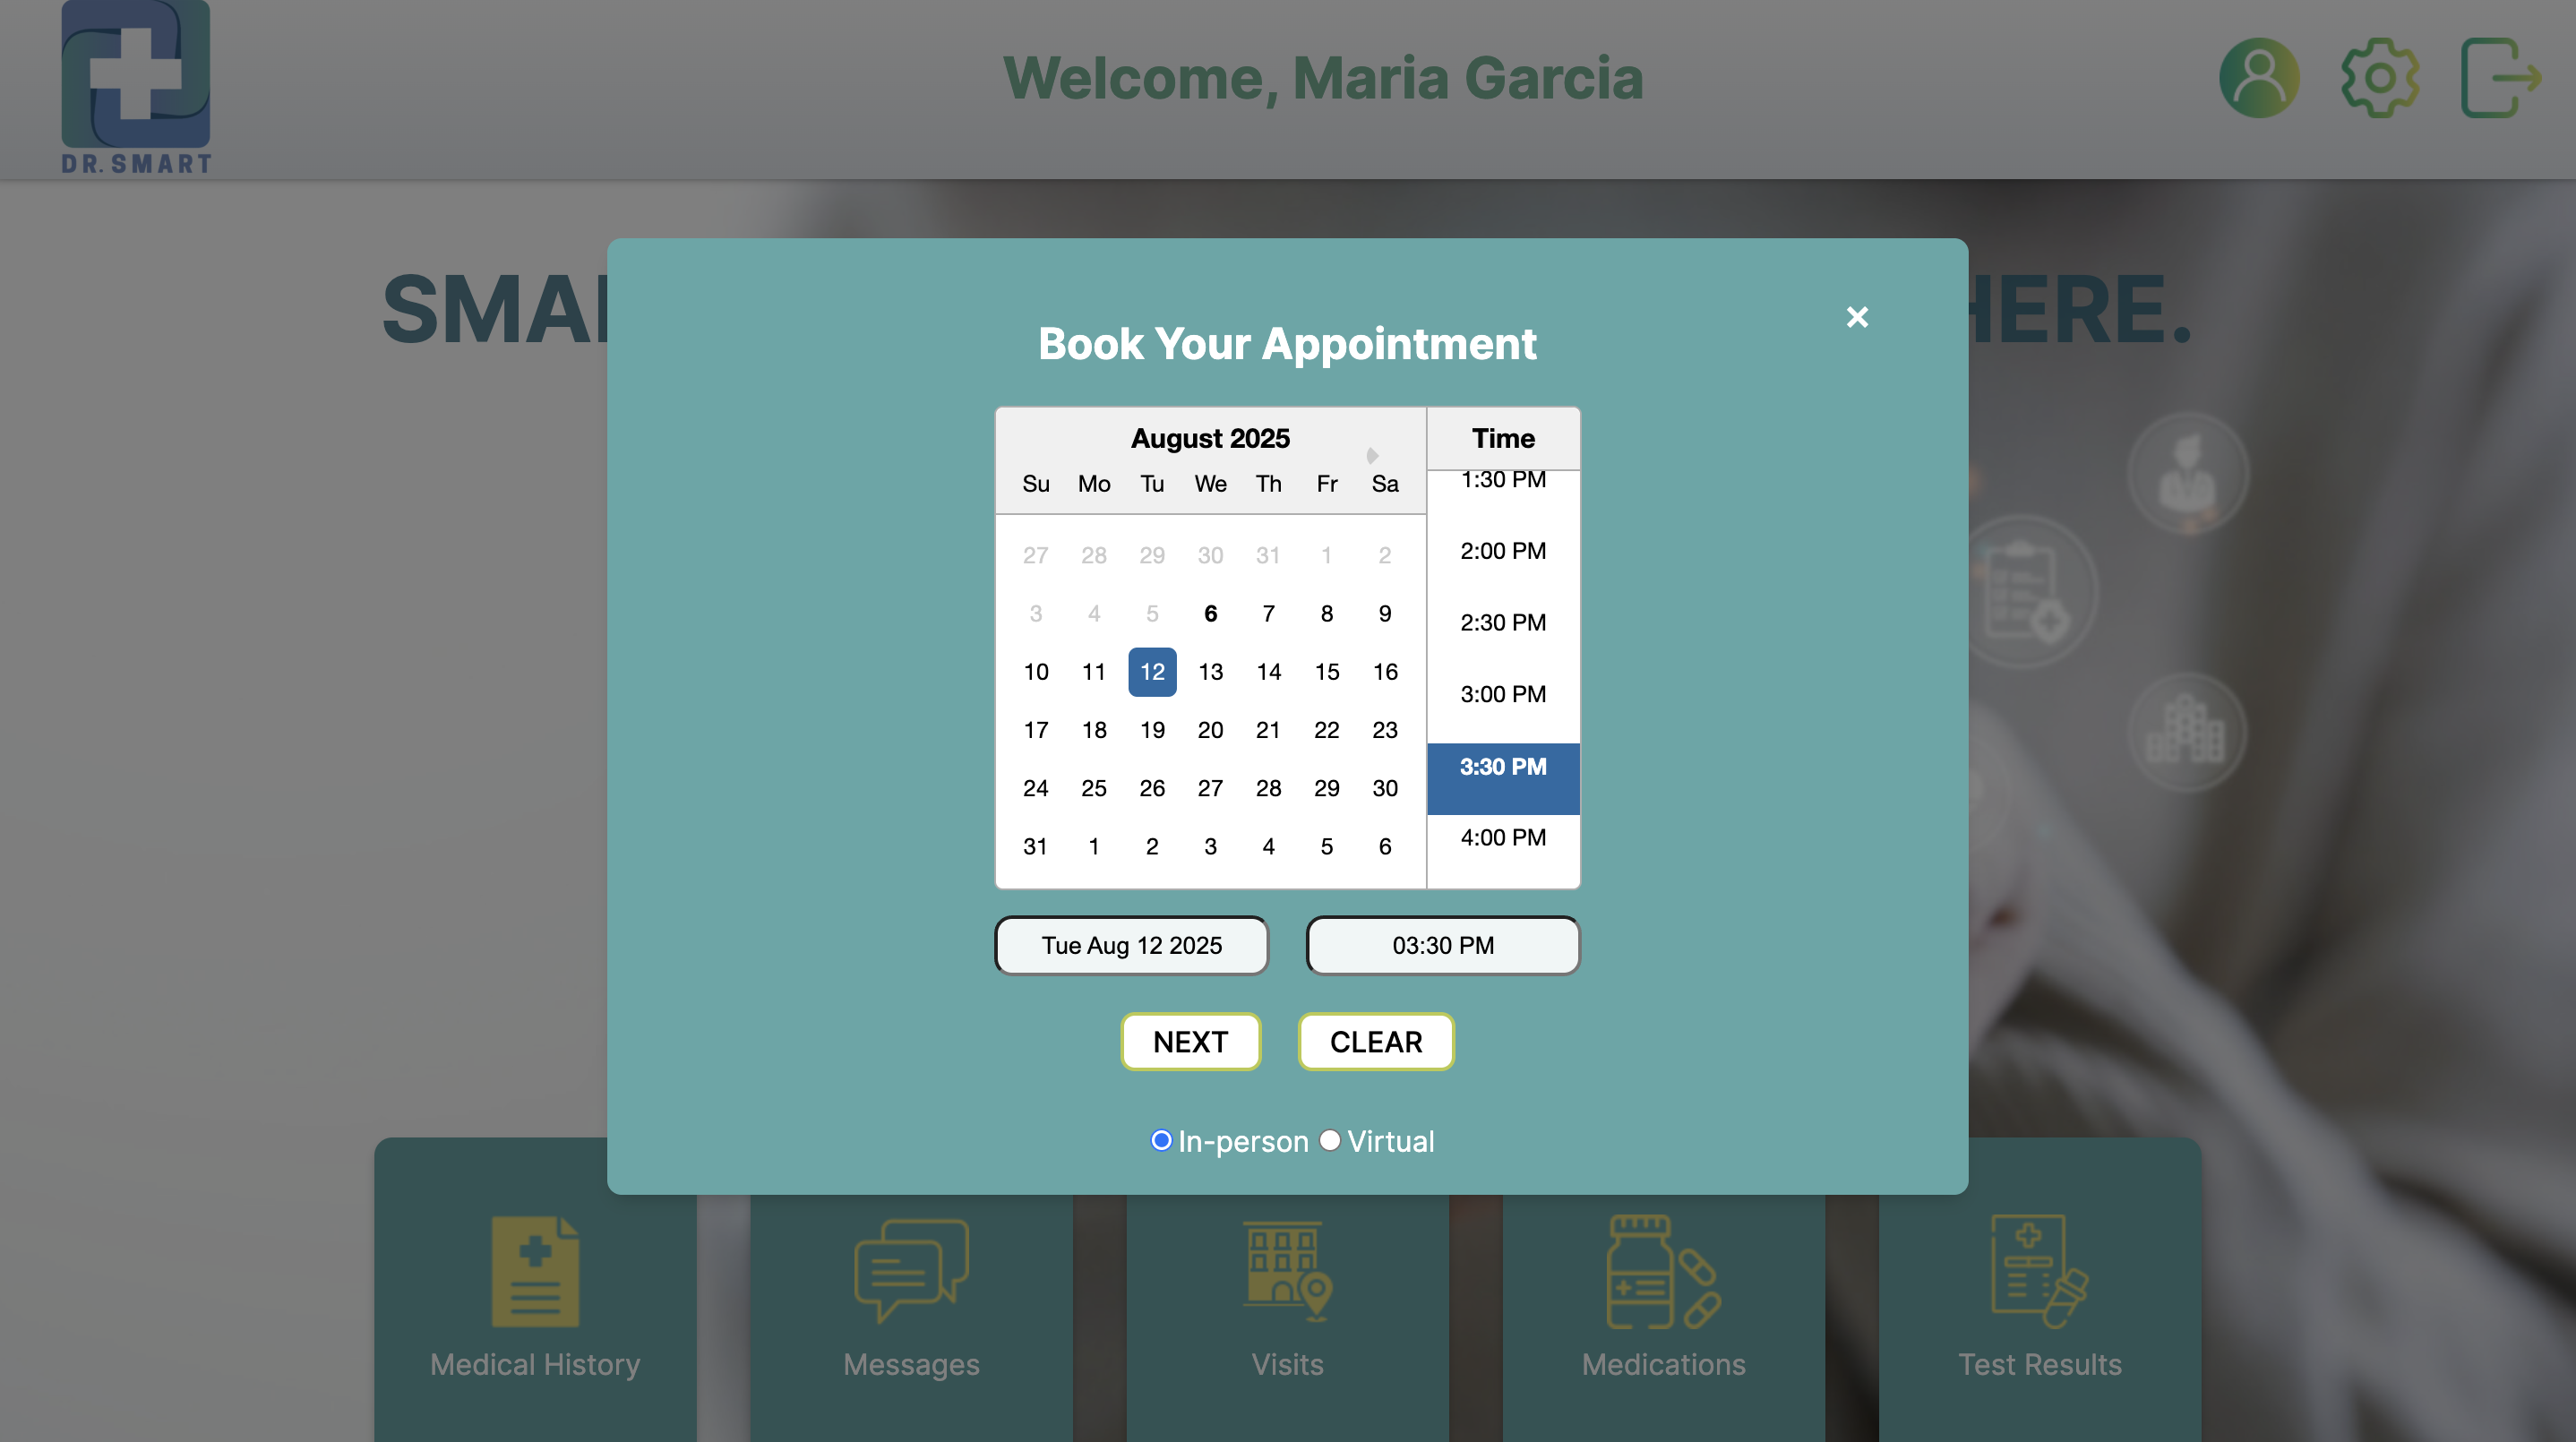 DR. SMART
Welcome, Maria Garcia
SMA
HERE.
×
Book Your Appointment
August 2025
Time
Su Mo Tu We Th Fr Sa
27 28 29 30 31 1 2
3 4 5 6 7 8 9
10 11 12 13 14 15 16
17 18 19 20 21 22 23
24 25 26 27 28 29 30
31 1 2 3 4 5 6
1:30 PM
2:00 PM
2:30 PM
3:00 PM
3:30 PM
4:00 PM
Tue Aug 12 2025
03:30 PM
NEXT
CLEAR
In-person
Virtual
Medical History
Messages
Visits
Medications
Test Results